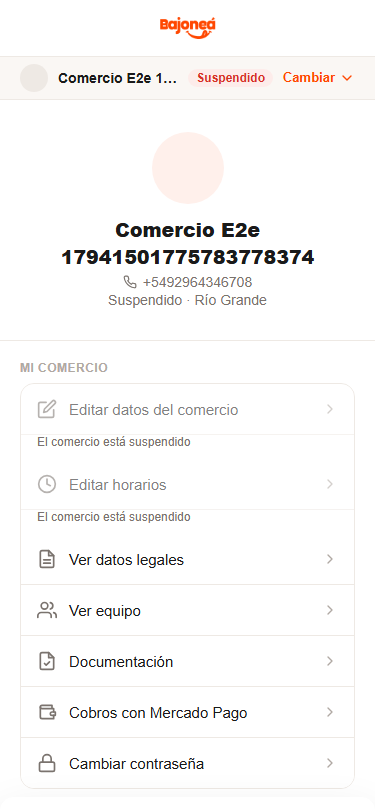 Bajoneá
Comercio E2e 1... Suspendido Cambiar
Comercio E2e
17941501775783778374
+5492964346708
Suspendido · Río Grande
MI COMERCIO
Editar datos del comercio
El comercio está suspendido
Editar horarios
El comercio está suspendido
Ver datos legales
Ver equipo
Documentación
Cobros con Mercado Pago
Cambiar contraseña